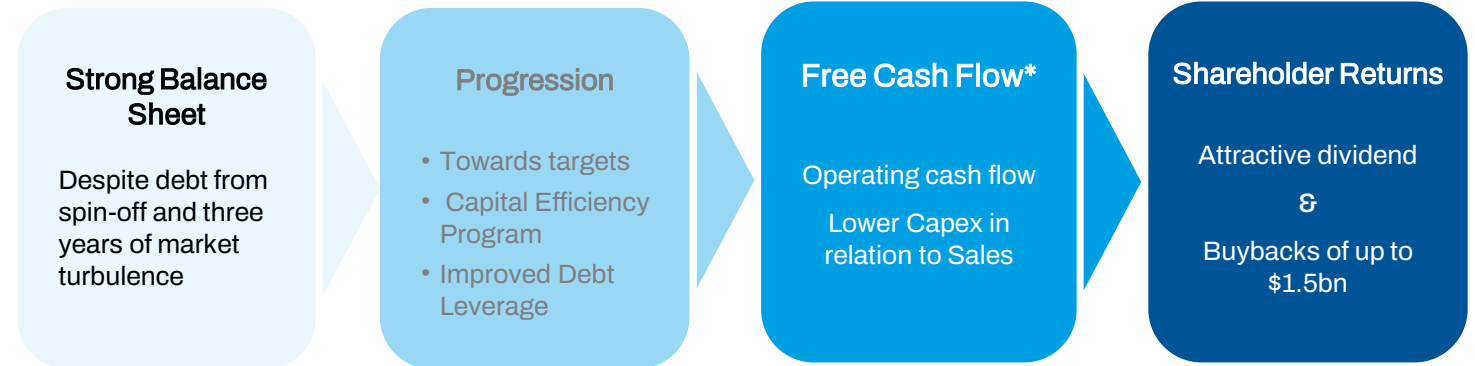 Strong Balance
Sheet
Despite debt from
spin-off and three
years of market
turbulence
Progression
• Towards targets
• Capital Efficiency
Program
• Improved Debt
Leverage
Free Cash Flow*
Operating cash flow
Lower Capex in
relation to Sales
Shareholder Returns
Attractive dividend
&
Buybacks of up to
$1.5bn